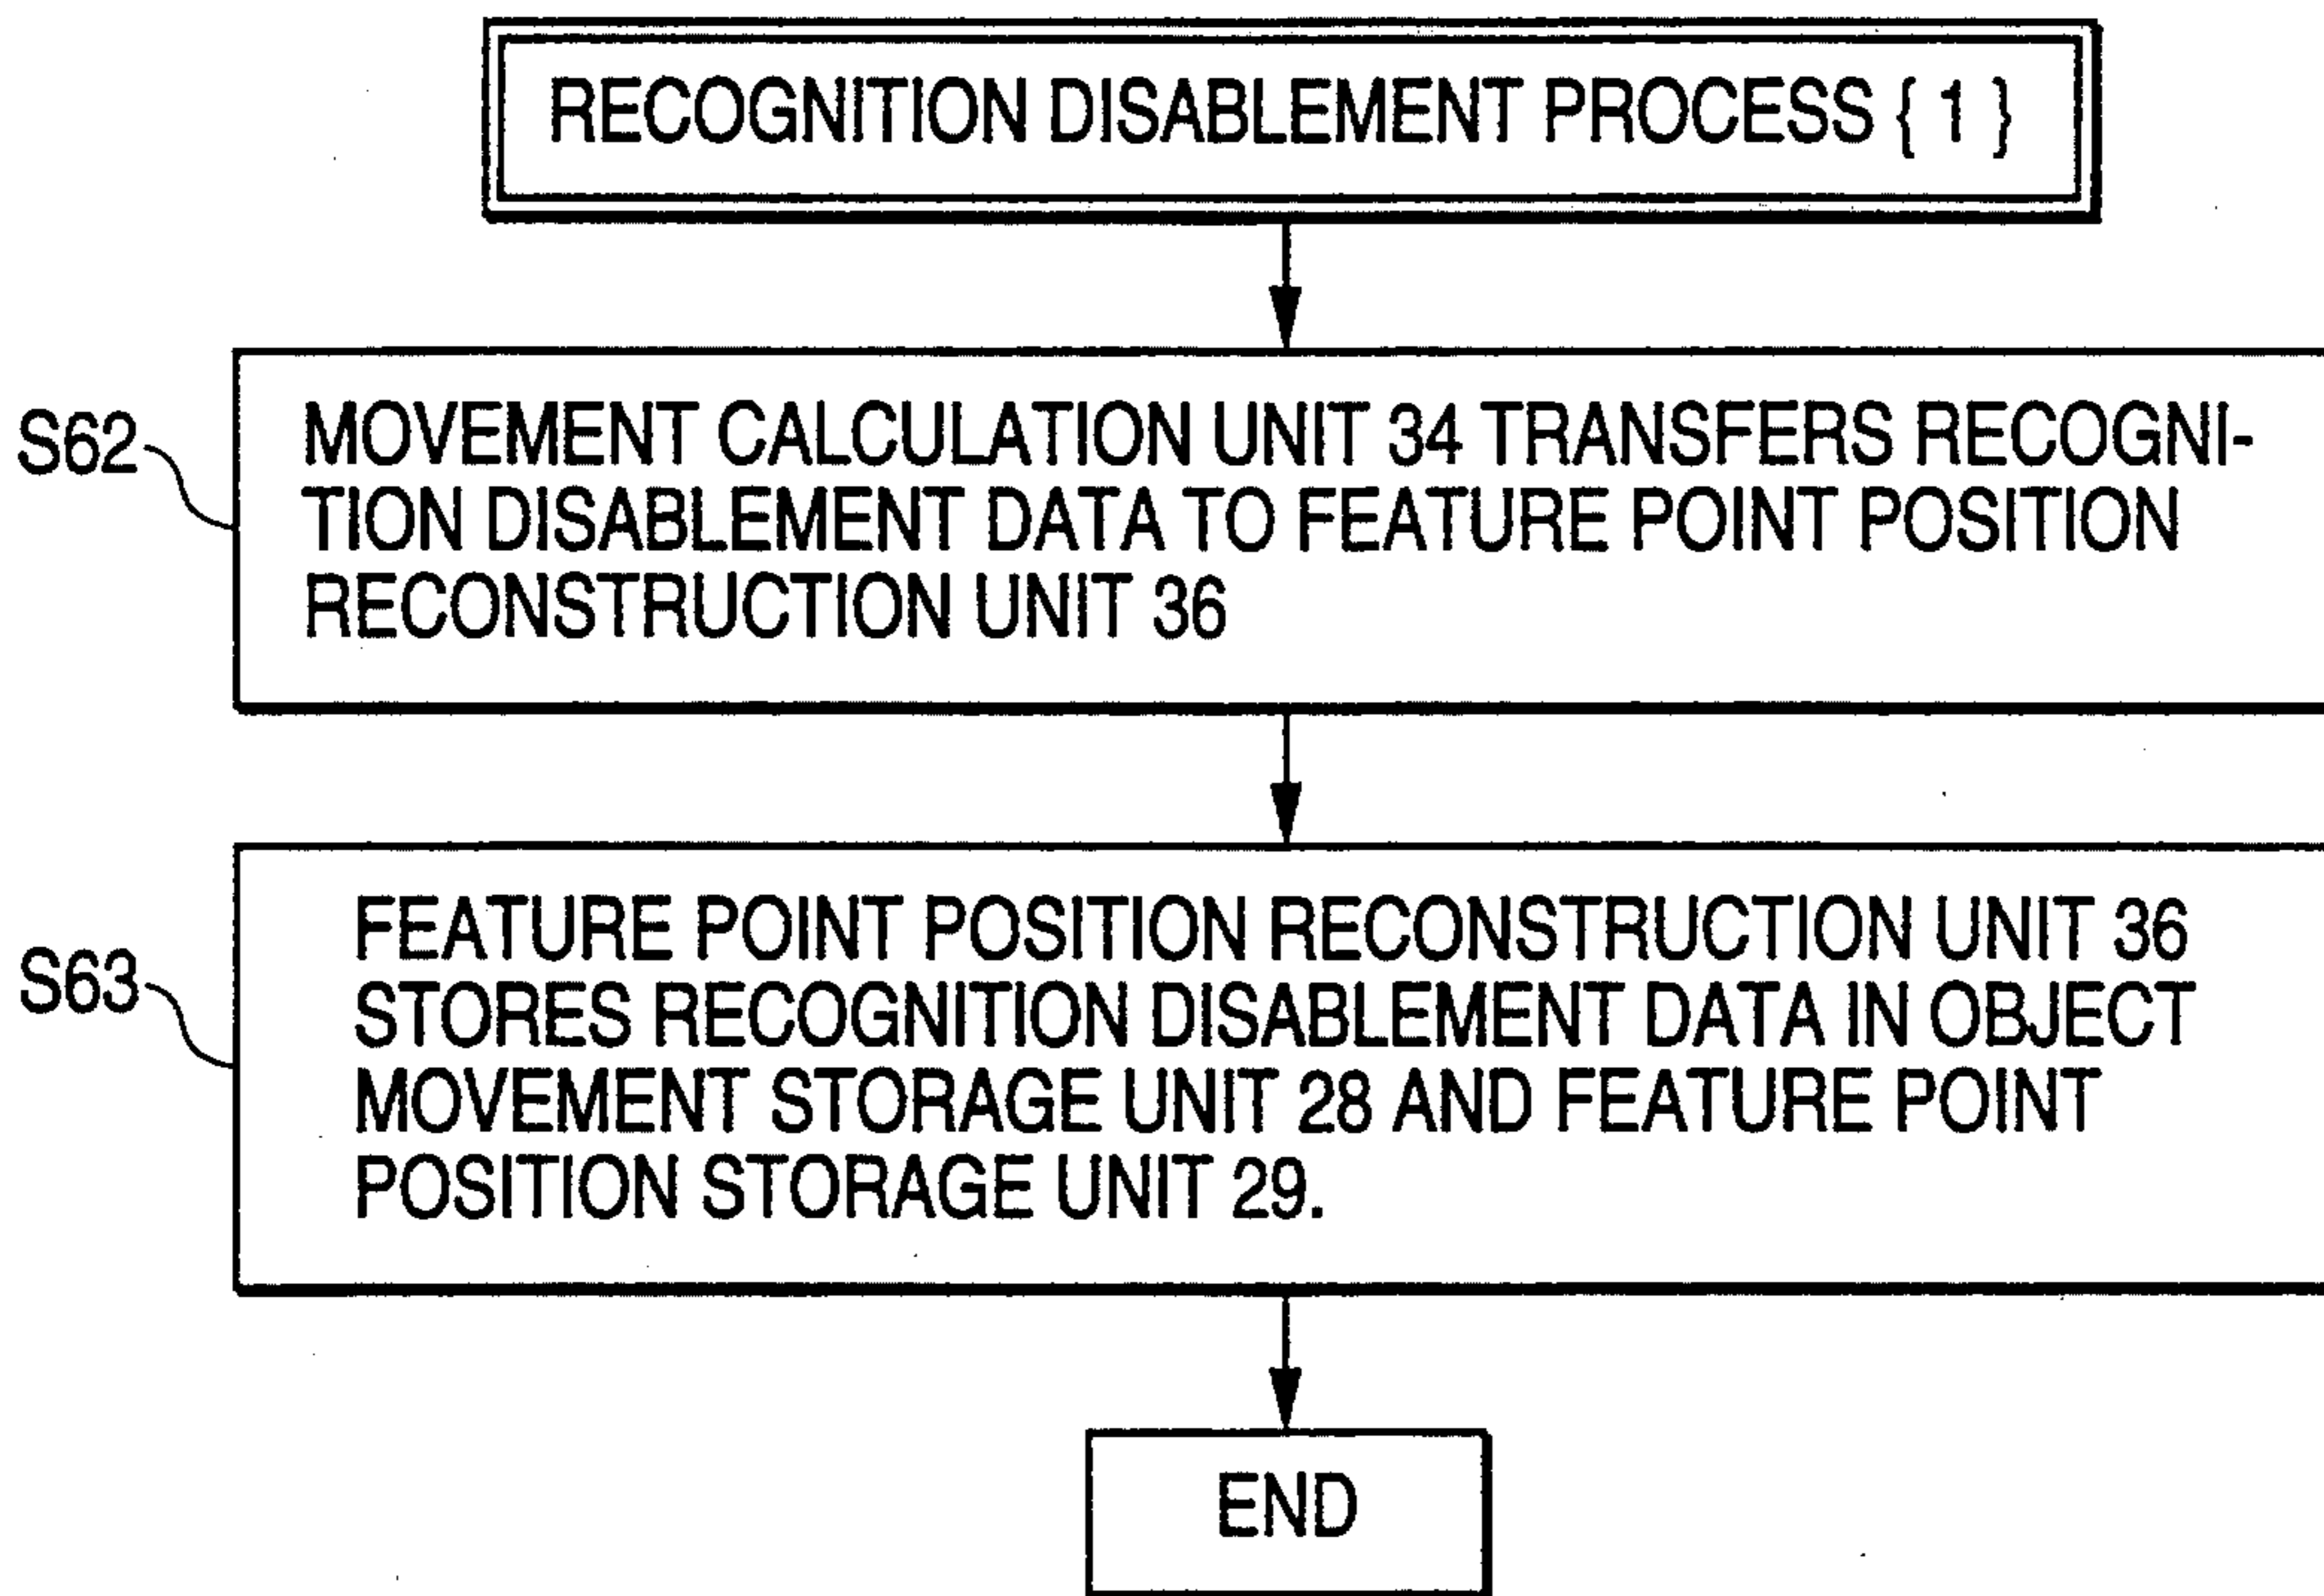 RECOGNITION DISABLEMENT PROCESS { 1 }
S62
MOVEMENT CALCULATION UNIT 34 TRANSFERS RECOGNI-
TION DISABLEMENT DATA TO FEATURE POINT POSITION
RECONSTRUCTION UNIT 36
S63
FEATURE POINT POSITION RECONSTRUCTION UNIT 36
STORES RECOGNITION DISABLEMENT DATA IN OBJECT
MOVEMENT STORAGE UNIT 28 AND FEATURE POINT
POSITION STORAGE UNIT 29.
END